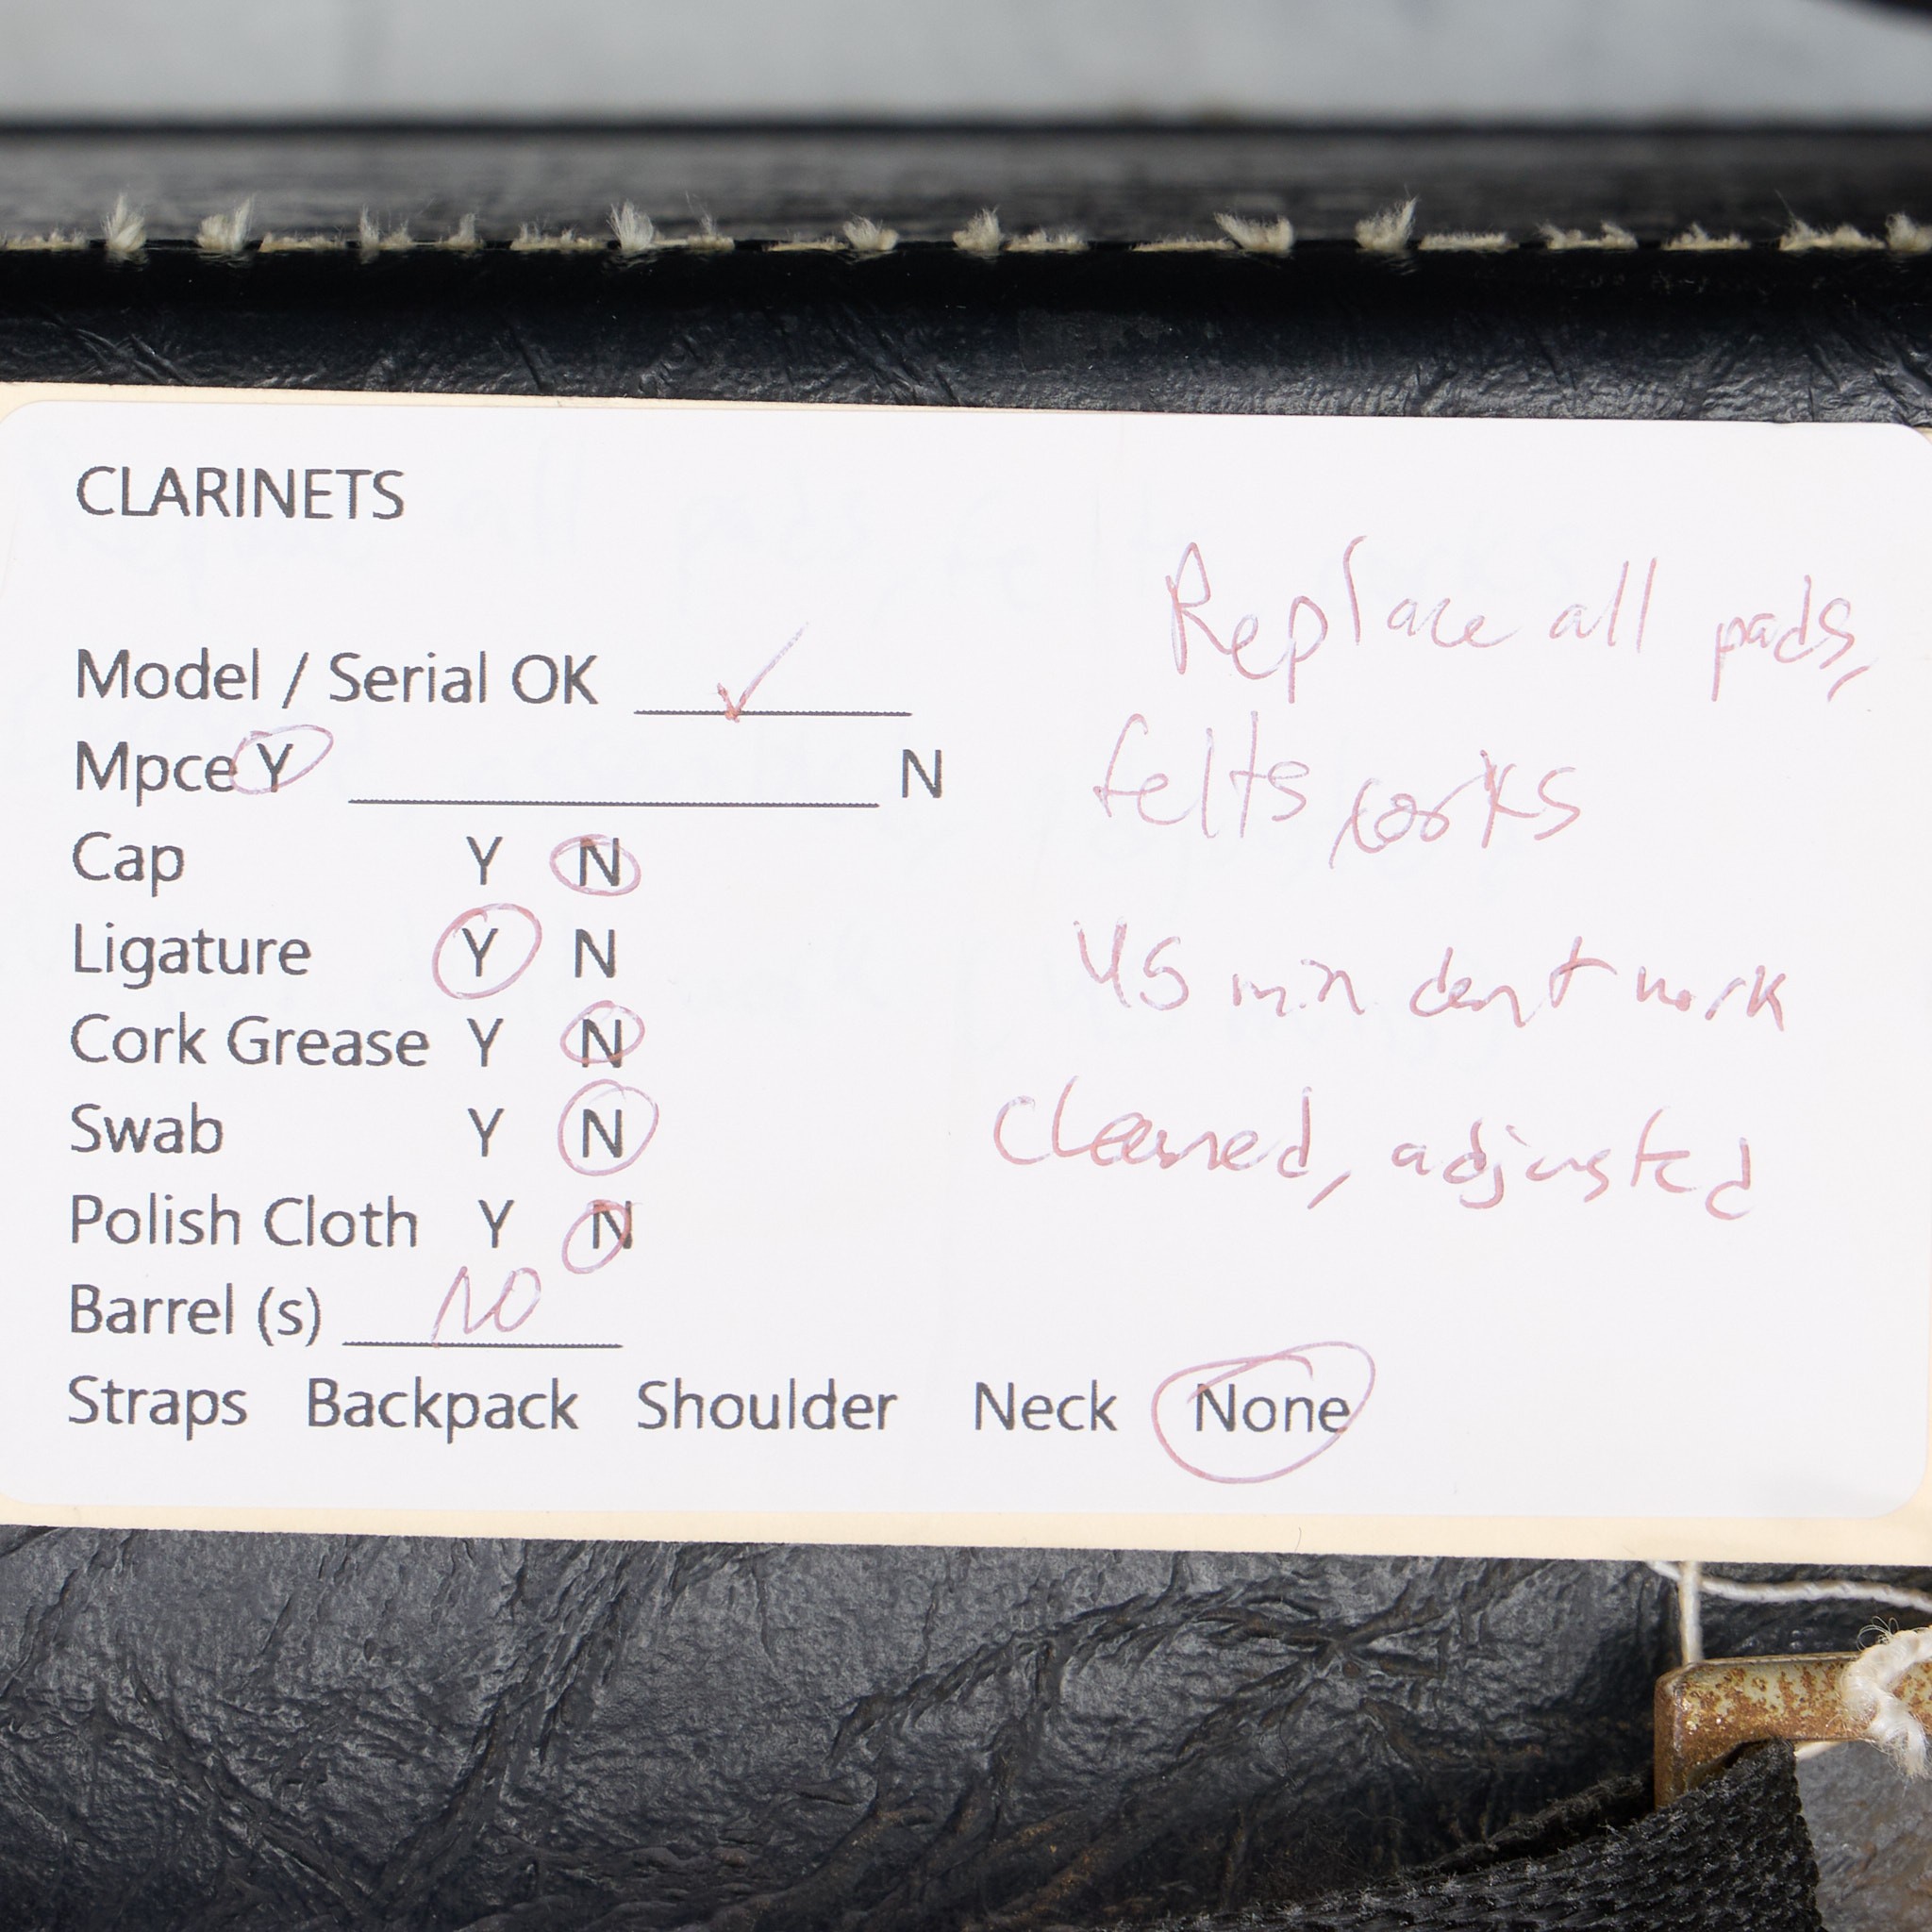 CLARINETS
Replace all pads,
felts, corks
45 min dent work
Cleaned, adjusted
Model / Serial OK ✓
Mpce Y N
Cap Y N
Ligature Y N
Cork Grease Y N
Swab Y N
Polish Cloth Y N
Barrel (s) NO
Straps Backpack Shoulder Neck None